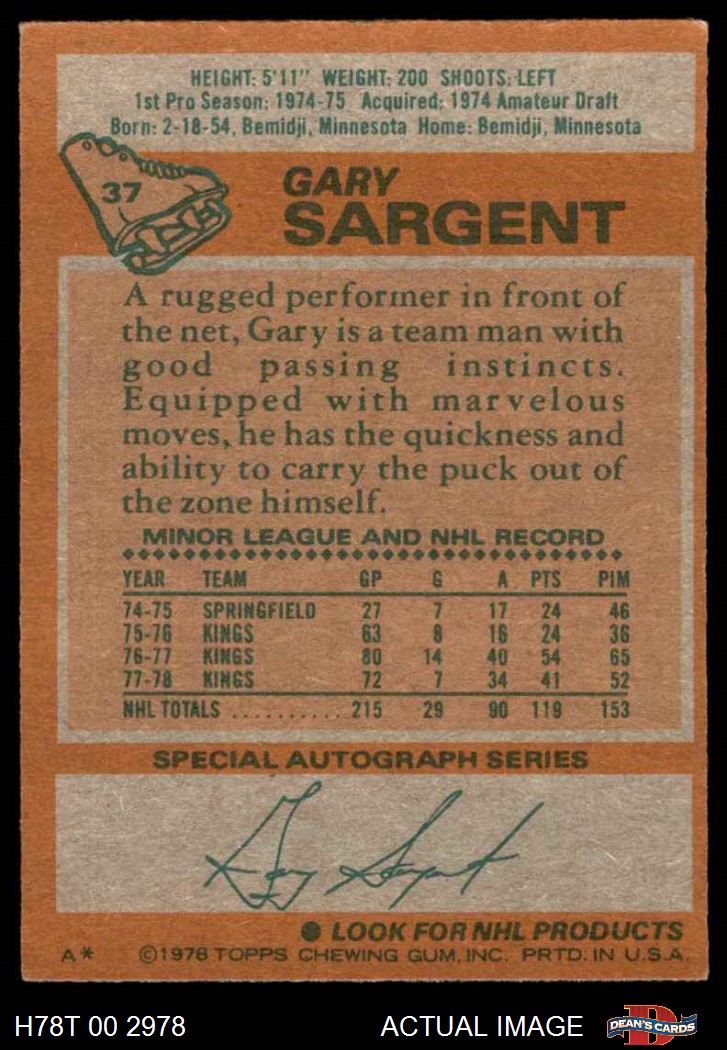 HEIGHT: 5'11" WEIGHT: 200 SHOOTS: LEFT
1st Pro Season: 1974-75 Acquired: 1974 Amateur Draft
Born: 2-18-54, Bemidji, Minnesota Home: Bemidji, Minnesota
37
GARY
SARGENT
A rugged performer in front of
the net, Gary is a team man with
good passing instincts.
Equipped with marvelous
moves, he has the quickness and
ability to carry the puck out of
the zone himself.
MINOR LEAGUE AND NHL RECORD
YEAR TEAM GP G A PTS PIM
74-75 SPRINGFIELD 27 7 17 24 46
75-76 KINGS 63 8 16 24 36
76-77 KINGS 80 14 40 54 65
77-78 KINGS 72 7 34 41 52
NHL TOTALS .......... 215 29 90 119 153
SPECIAL AUTOGRAPH SERIES
Gary Sargent
● LOOK FOR NHL PRODUCTS
A* ©1978 TOPPS CHEWING GUM, INC. PRTD. IN U.S.A.
H78T 00 2978 ACTUAL IMAGE D DEAN'S CARDS